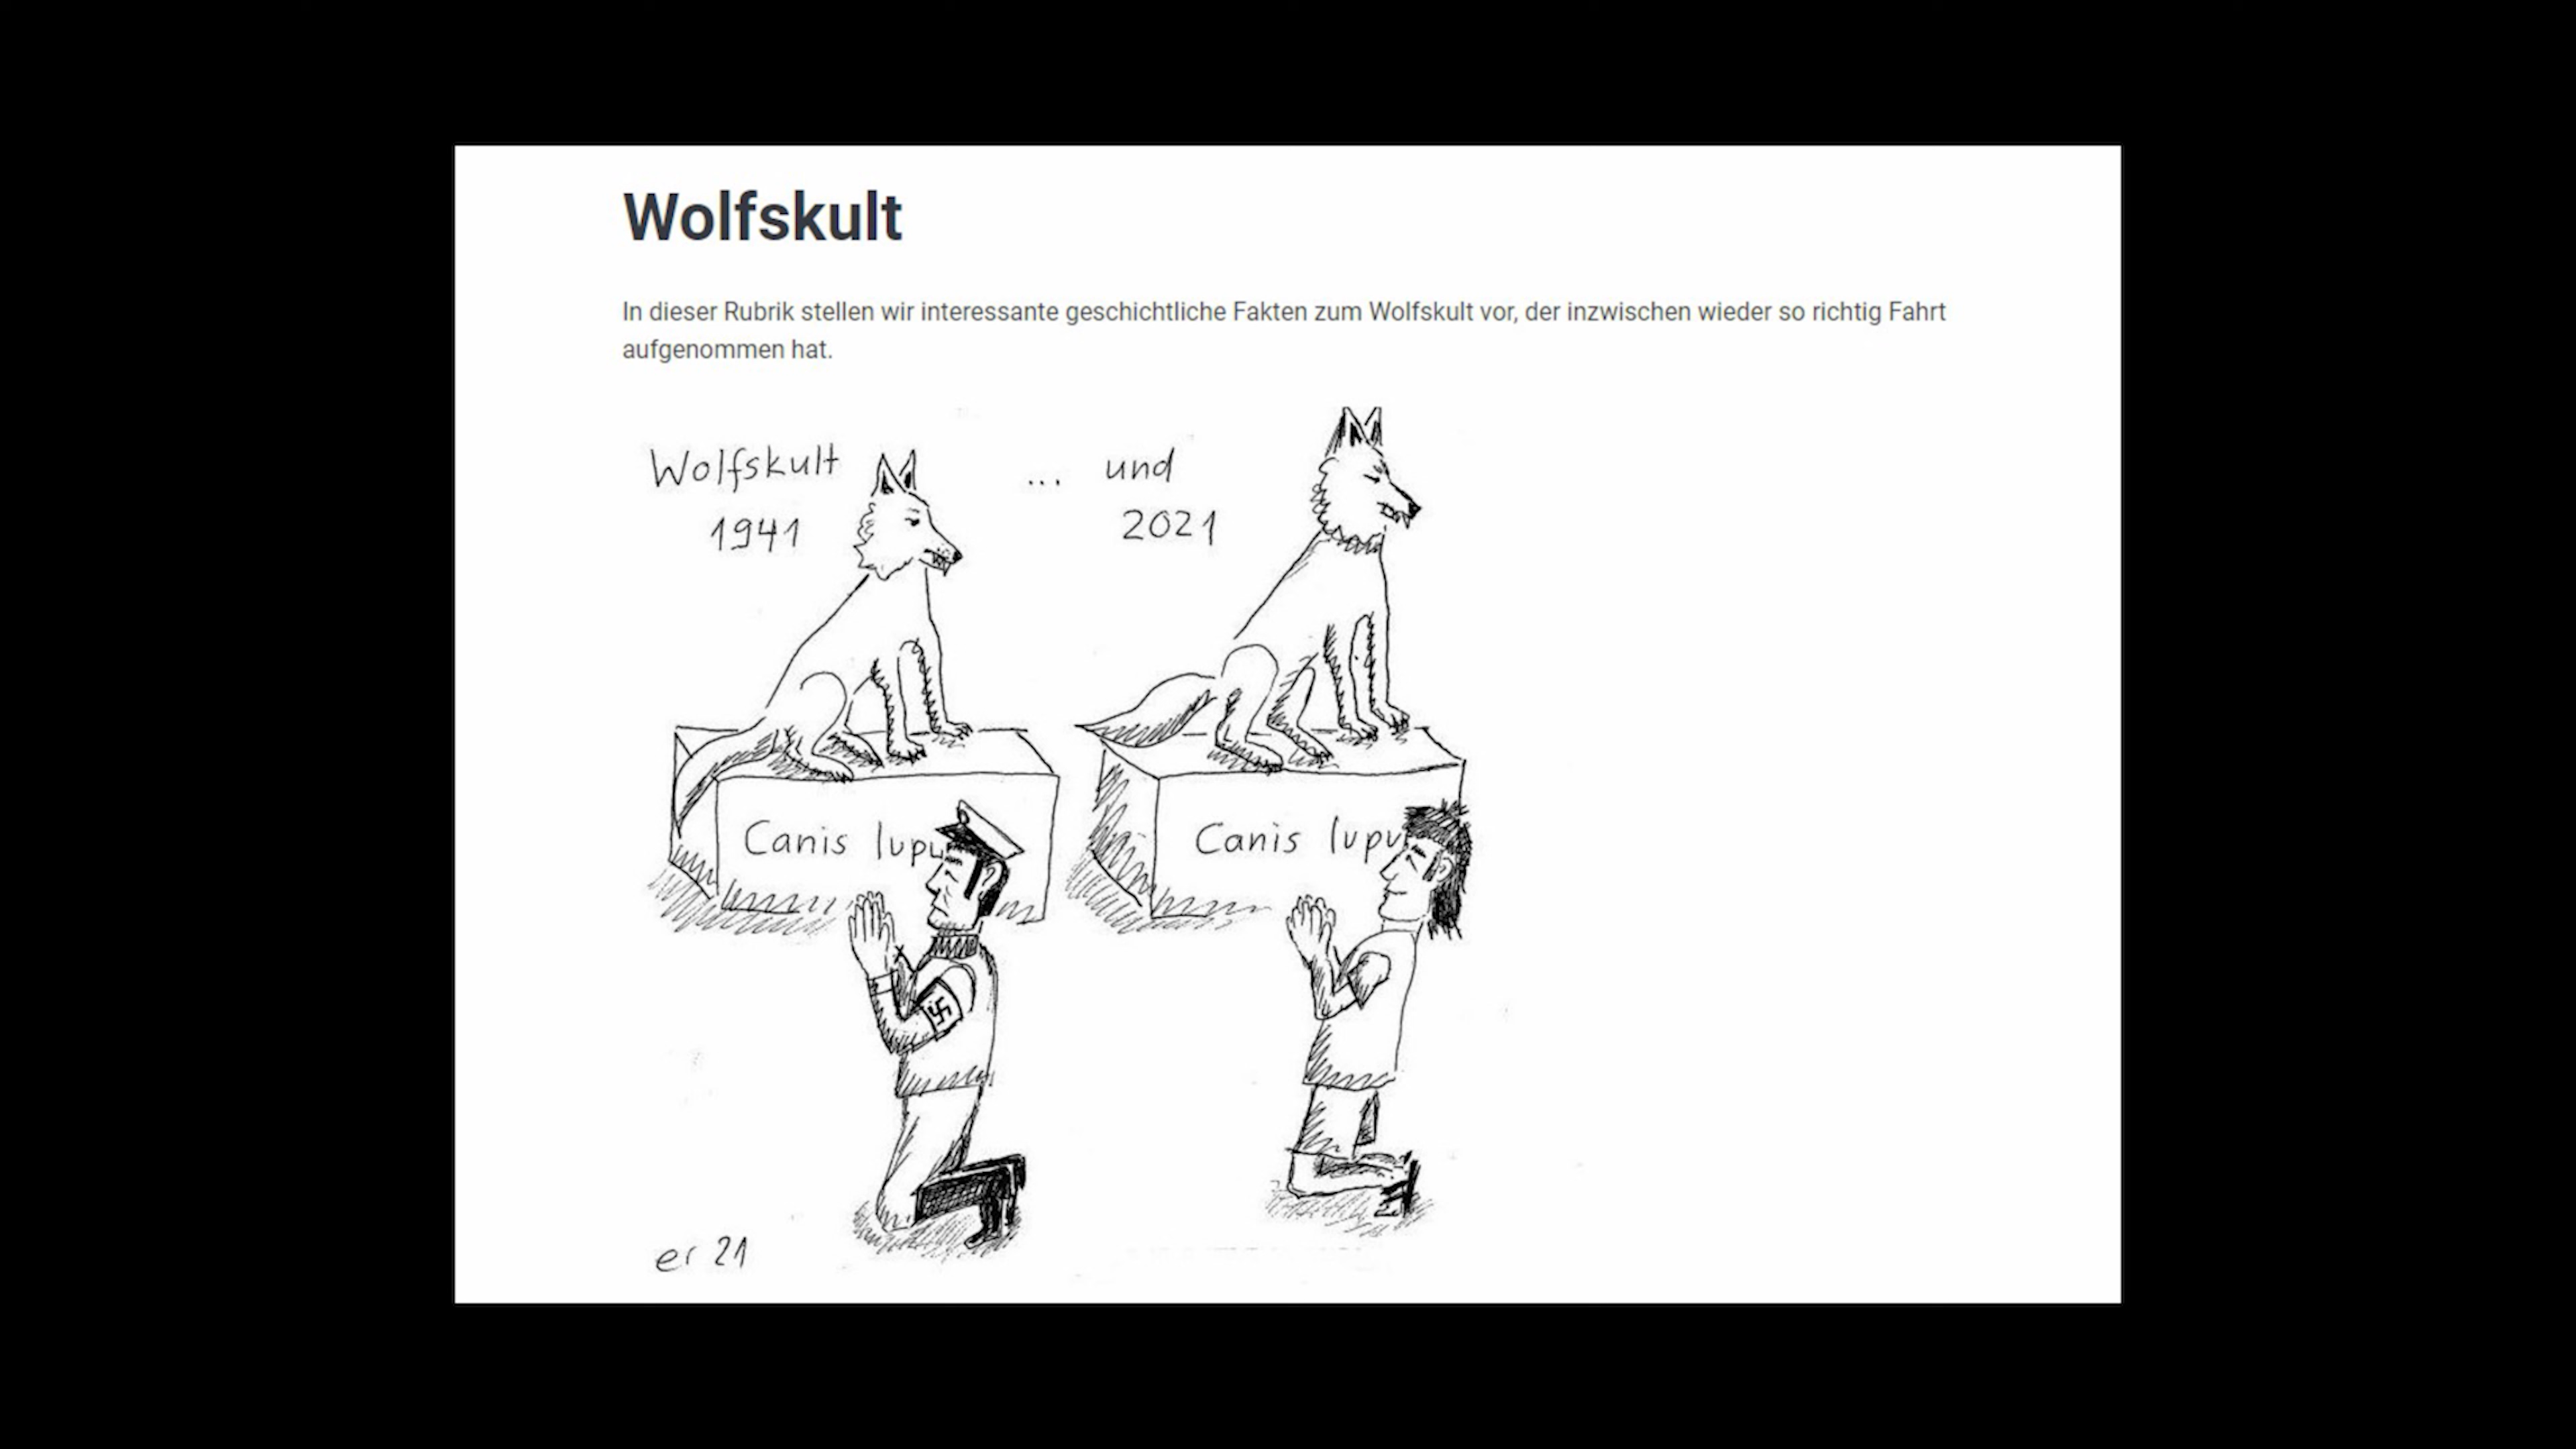 Wolfskult
In dieser Rubrik stellen wir interessante geschichtliche Fakten zum Wolfskult vor, der inzwischen wieder so richtig Fahrt
aufgenommen hat.
Wolfskult
1941
... und
2021
Canis lupu
Canis lupu
er 21